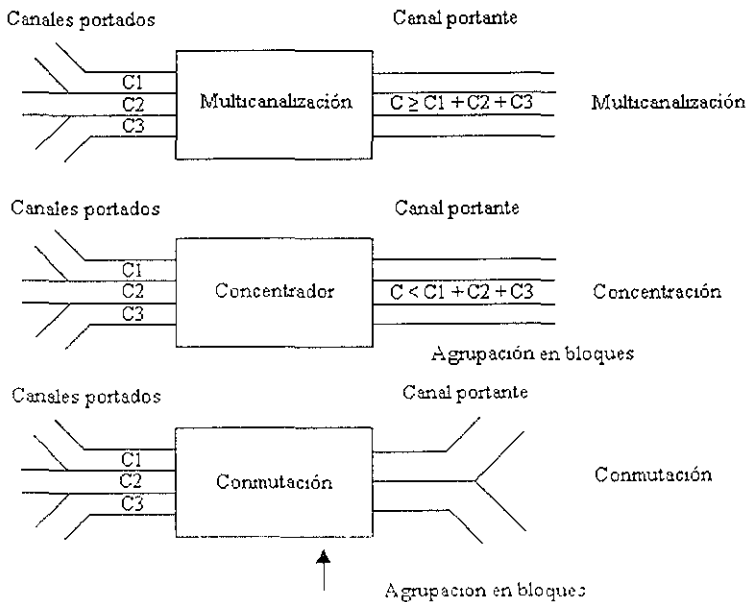 Canales portados Canal portante
C1
C2 Multicanalización C ≥ C1 + C2 + C3 Multicanalización
C3
Canales portados Canal portante
C1
C2 Concentrador C < C1 + C2 + C3 Concentración
C3
Agrupación en bloques
Canales portados Canal portante
C1
C2 Conmutación Conmutación
C3
Agrupacion en bloques